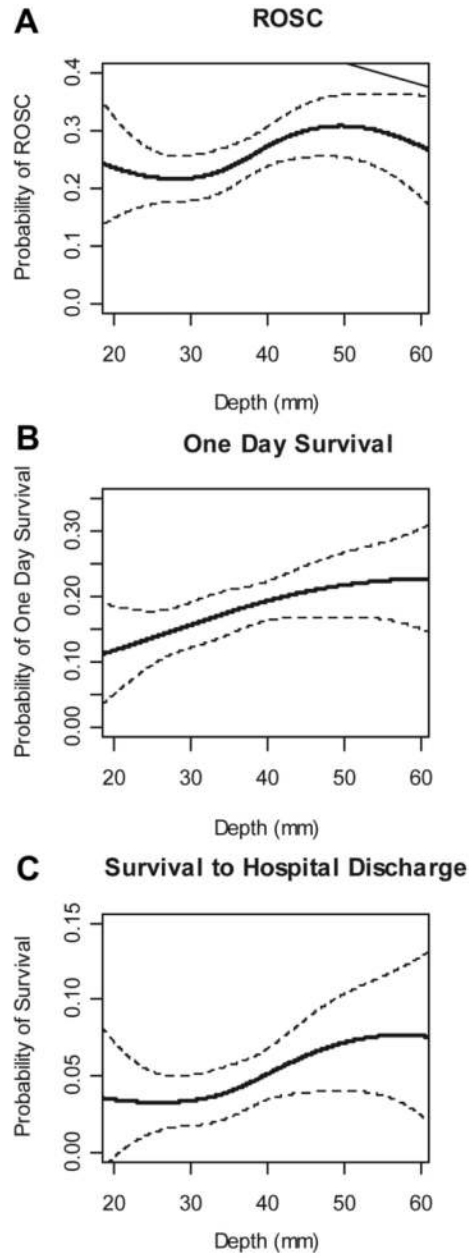 A
ROSC
Probability of ROSC
0.4
0.3
0.2
0.1
0.0
20 30 40 50 60
Depth (mm)
B
One Day Survival
Probability of One Day Survival
0.30
0.20
0.10
0.00
20 30 40 50 60
Depth (mm)
C Survival to Hospital Discharge
Probability of Survival
0.15
0.10
0.05
0.00
20 30 40 50 60
Depth (mm)